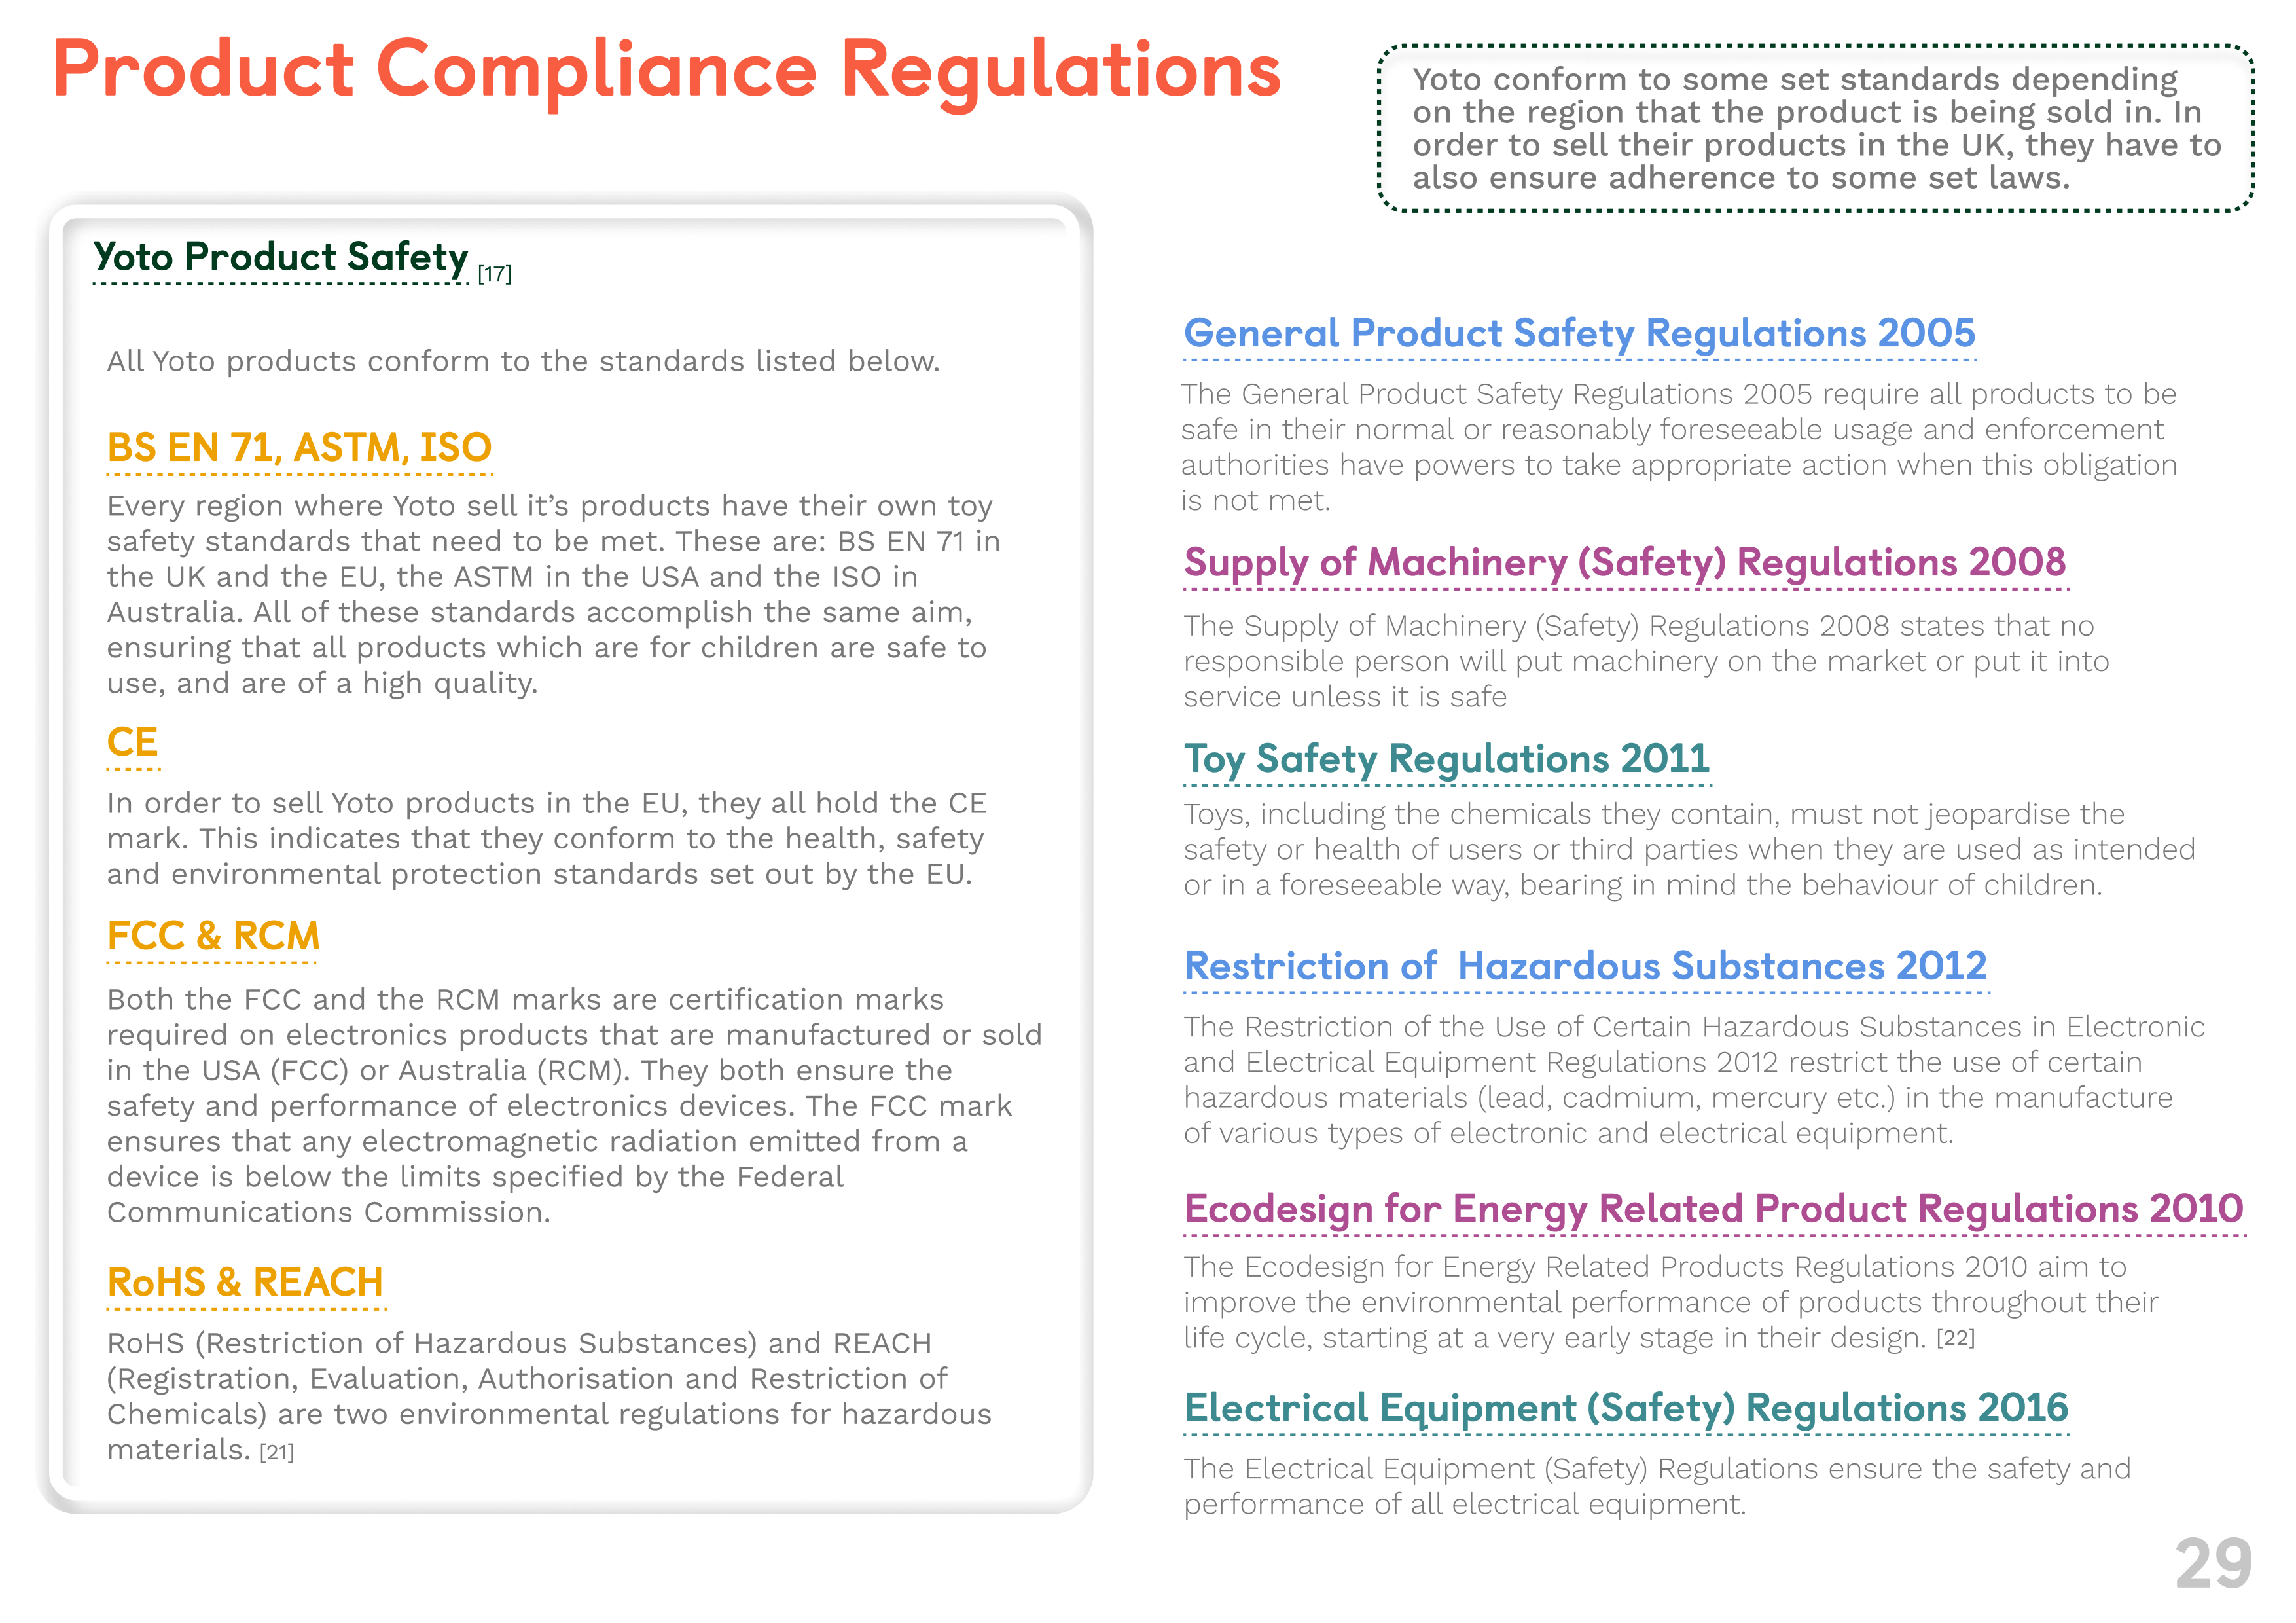 Product Compliance Regulations
Yoto conform to some set standards depending
on the region that the product is being sold in. In
order to sell their products in the UK, they have to
also ensure adherence to some set laws.
Yoto Product Safety [17]
All Yoto products conform to the standards listed below.
BS EN 71, ASTM, ISO
Every region where Yoto sell it’s products have their own toy
safety standards that need to be met. These are: BS EN 71 in
the UK and the EU, the ASTM in the USA and the ISO in
Australia. All of these standards accomplish the same aim,
ensuring that all products which are for children are safe to
use, and are of a high quality.
CE
In order to sell Yoto products in the EU, they all hold the CE
mark. This indicates that they conform to the health, safety
and environmental protection standards set out by the EU.
FCC & RCM
Both the FCC and the RCM marks are certification marks
required on electronics products that are manufactured or sold
in the USA (FCC) or Australia (RCM). They both ensure the
safety and performance of electronics devices. The FCC mark
ensures that any electromagnetic radiation emitted from a
device is below the limits specified by the Federal
Communications Commission.
RoHS & REACH
RoHS (Restriction of Hazardous Substances) and REACH
(Registration, Evaluation, Authorisation and Restriction of
Chemicals) are two environmental regulations for hazardous
materials. [21]
General Product Safety Regulations 2005
The General Product Safety Regulations 2005 require all products to be
safe in their normal or reasonably foreseeable usage and enforcement
authorities have powers to take appropriate action when this obligation
is not met.
Supply of Machinery (Safety) Regulations 2008
The Supply of Machinery (Safety) Regulations 2008 states that no
responsible person will put machinery on the market or put it into
service unless it is safe
Toy Safety Regulations 2011
Toys, including the chemicals they contain, must not jeopardise the
safety or health of users or third parties when they are used as intended
or in a foreseeable way, bearing in mind the behaviour of children.
Restriction of Hazardous Substances 2012
The Restriction of the Use of Certain Hazardous Substances in Electronic
and Electrical Equipment Regulations 2012 restrict the use of certain
hazardous materials (lead, cadmium, mercury etc.) in the manufacture
of various types of electronic and electrical equipment.
Ecodesign for Energy Related Product Regulations 2010
The Ecodesign for Energy Related Products Regulations 2010 aim to
improve the environmental performance of products throughout their
life cycle, starting at a very early stage in their design. [22]
Electrical Equipment (Safety) Regulations 2016
The Electrical Equipment (Safety) Regulations ensure the safety and
performance of all electrical equipment.
29